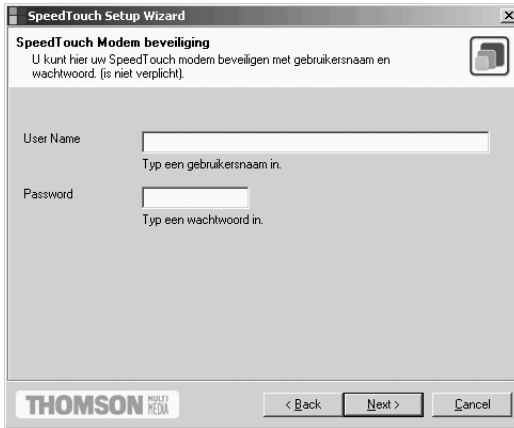 SpeedTouch Setup Wizard
SpeedTouch Modem beveiliging
U kunt hier uw SpeedTouch modem beveiligen met gebruikersnaam en
wachtwoord. (is niet verplicht).
User Name
Typ een gebruikersnaam in.
Password
Typ een wachtwoord in.
THOMSON MULTI MEDIA
< Back Next > Cancel